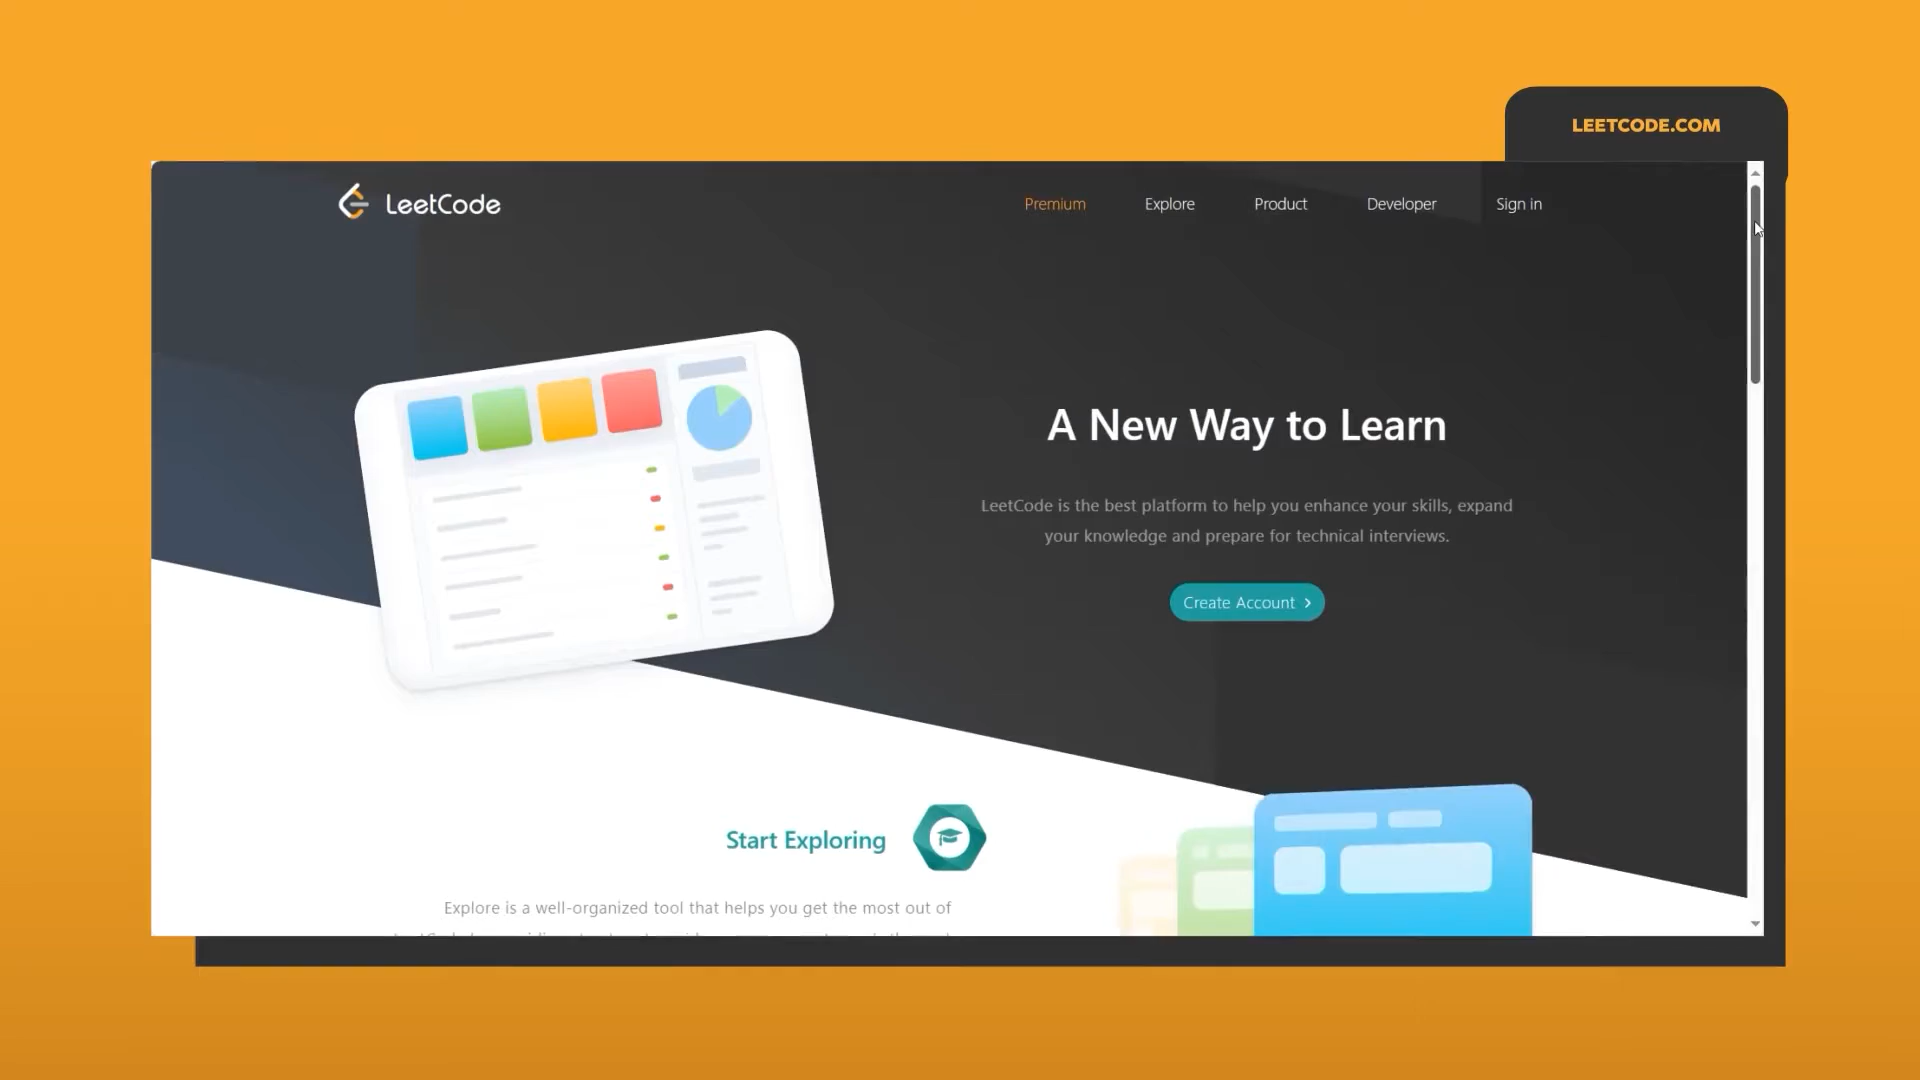 LEETCODE.COM
LeetCode
Premium
Explore
Product
Developer
Sign in
A New Way to Learn
LeetCode is the best platform to help you enhance your skills, expand
your knowledge and prepare for technical interviews.
Create Account
Start Exploring
Explore is a well-organized tool that helps you get the most out of